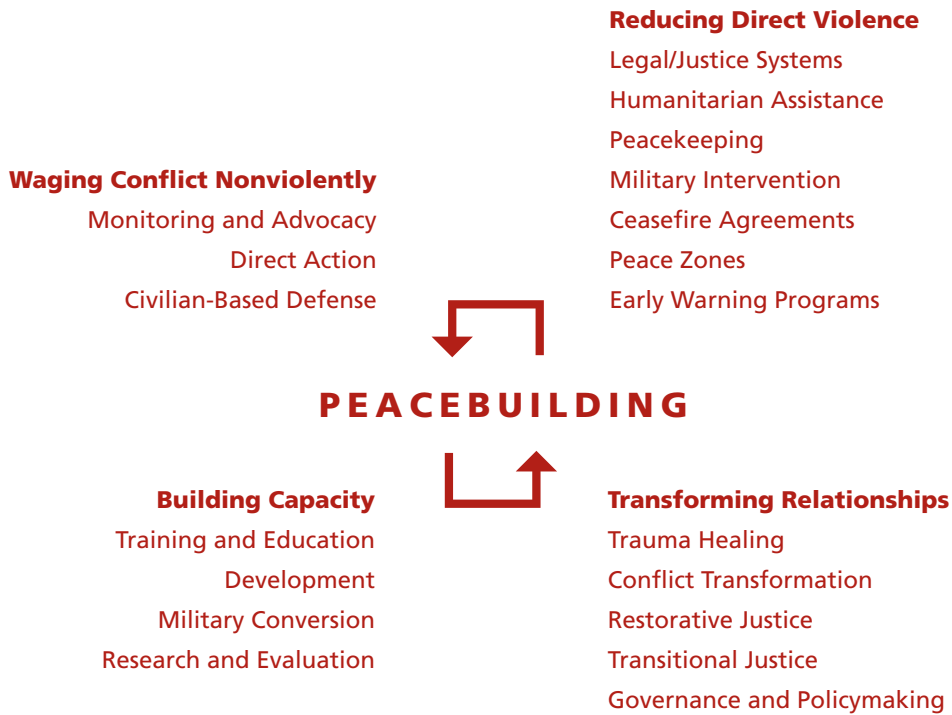 Waging Conflict Nonviolently
Monitoring and Advocacy
Direct Action
Civilian-Based Defense
Reducing Direct Violence
Legal/Justice Systems
Humanitarian Assistance
Peacekeeping
Military Intervention
Ceasefire Agreements
Peace Zones
Early Warning Programs
PEACEBUILDING
Building Capacity
Training and Education
Development
Military Conversion
Research and Evaluation
Transforming Relationships
Trauma Healing
Conflict Transformation
Restorative Justice
Transitional Justice
Governance and Policymaking